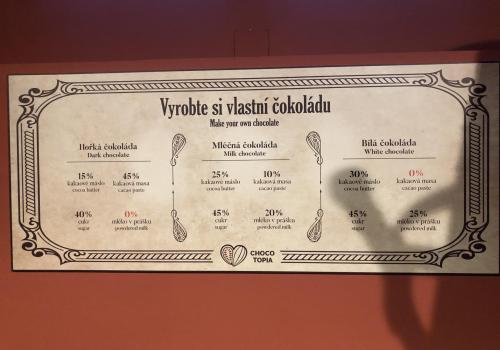 Vyrobte si vlastní čokoládu
Make your own chocolate
Hořká čokoláda
Dark chocolate
15% 45%
kakaové máslo kakaová masa
cocoa butter cacao paste
40% 0%
cukr mléko v prášku
sugar powdered milk
Mléčná čokoláda
Milk chocolate
25% 10%
kakaové máslo kakaová masa
cocoa butter cacao paste
45% 20%
cukr mléko v prášku
sugar powdered milk
Bílá čokoláda
White chocolate
30% 0%
kakaové máslo kakaová masa
cocoa butter cacao paste
45% 25%
cukr mléko v prášku
sugar powdered milk
CHOCO
TOPIA